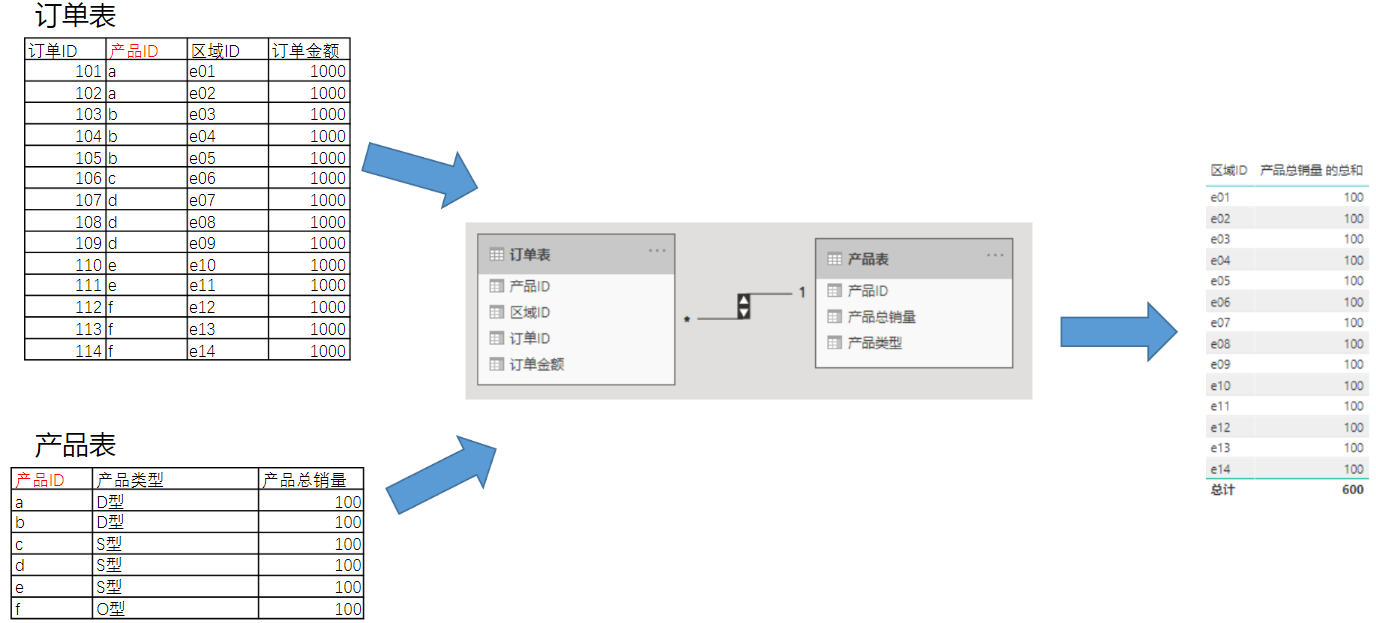 订单表
订单ID 产品ID 区域ID 订单金额
101 a e01 1000
102 a e02 1000
103 b e03 1000
104 b e04 1000
105 b e05 1000
106 c e06 1000
107 d e07 1000
108 d e08 1000
109 d e09 1000
110 e e10 1000
111 e e11 1000
112 f e12 1000
113 f e13 1000
114 f e14 1000
产品表
产品ID 产品类型 产品总销量
a D型 100
b D型 100
c S型 100
d S型 100
e S型 100
f O型 100
订单表 ...
产品ID
区域ID
订单ID
订单金额
* 1
产品表 ...
产品ID
产品总销量
产品类型
区域ID 产品总销量 的总和
e01 100
e02 100
e03 100
e04 100
e05 100
e06 100
e07 100
e08 100
e09 100
e10 100
e11 100
e12 100
e13 100
e14 100
总计 600